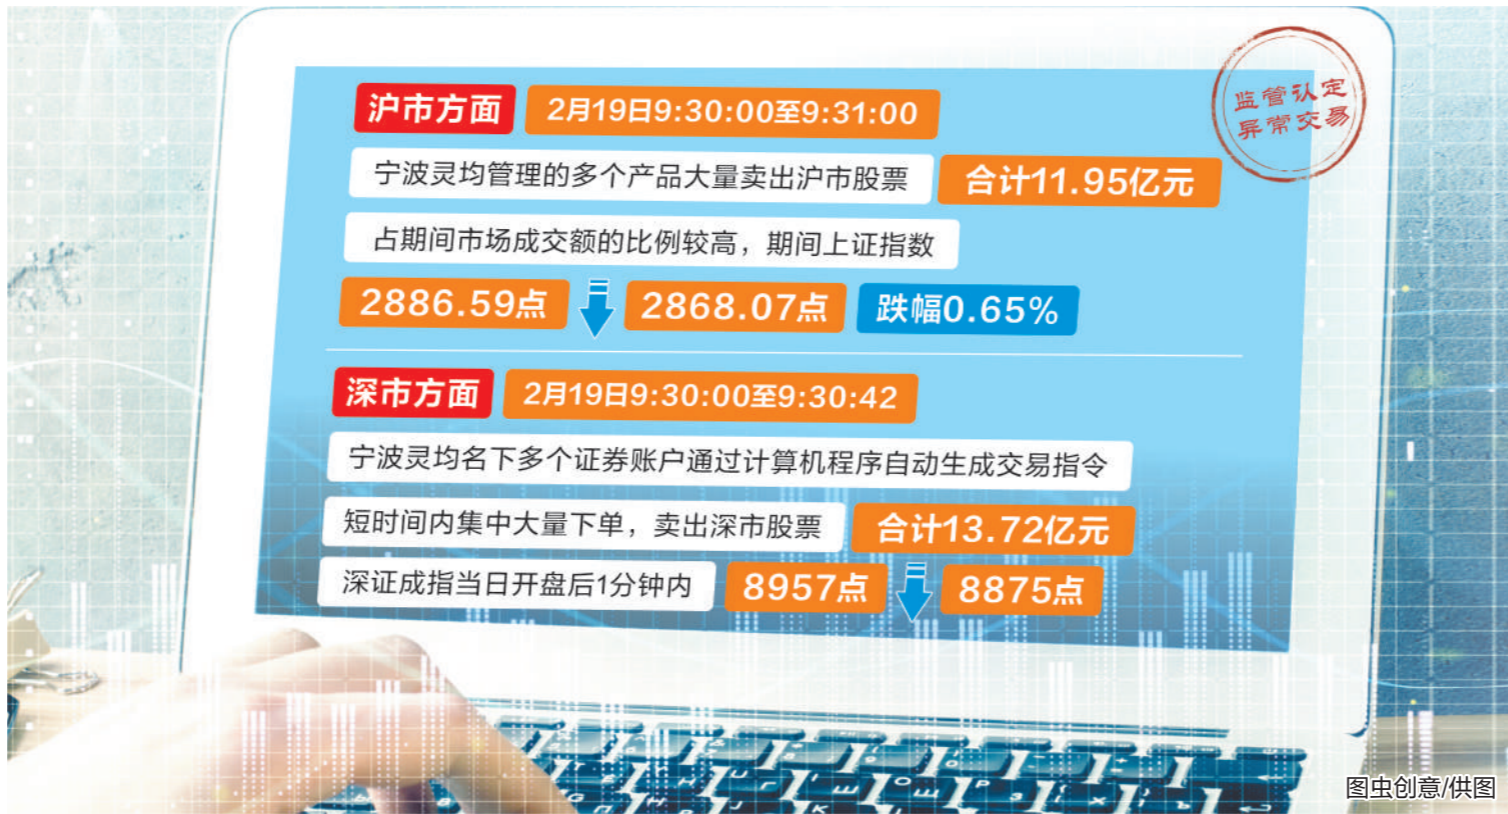 监管认定
异常交易
沪市方面 2月19日9:30:00至9:31:00
宁波灵均管理的多个产品大量卖出沪市股票 合计11.95亿元
占期间市场成交额的比例较高，期间上证指数
2886.59点 2868.07点 跌幅0.65%
深市方面 2月19日9:30:00至9:30:42
宁波灵均名下多个证券账户通过计算机程序自动生成交易指令
短时间内集中大量下单，卖出深市股票 合计13.72亿元
深证成指当日开盘后1分钟内 8957点 8875点
图虫创意/供图